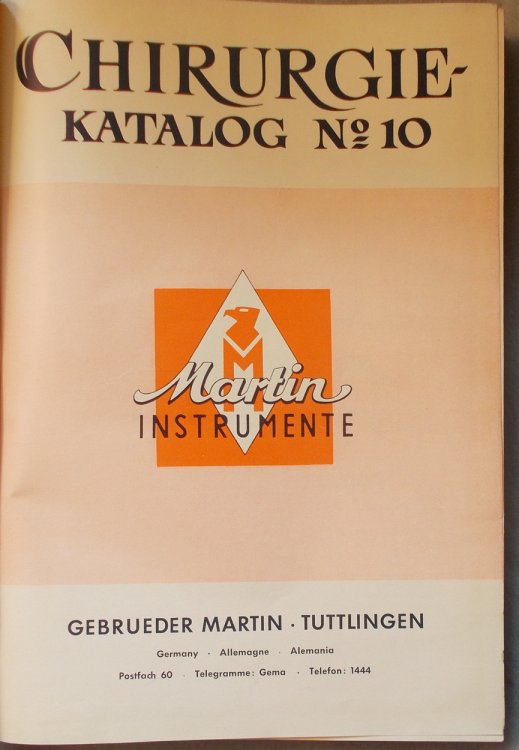 CHIRURGIE-
KATALOG Nº 10
M
Martin
INSTRUMENTE
GEBRUEDER MARTIN · TUTTLINGEN
Germany · Allemagne · Alemania
Postfach 60 · Telegramme: Gema · Telefon: 1444